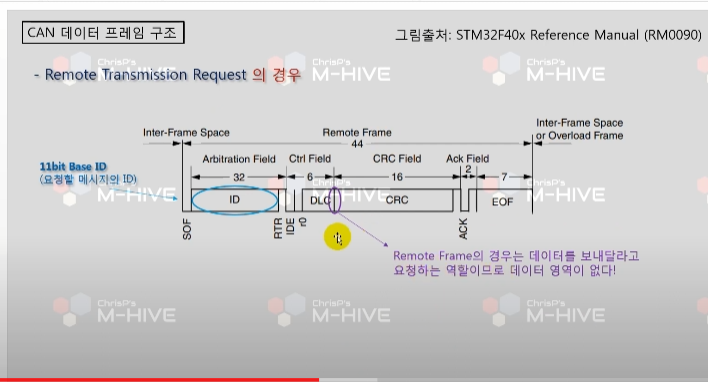 CAN 데이터 프레임 구조
그림출처: STM32F40x Reference Manual (RM0090)
- Remote Transmission Request 의 경우
ChrisP's
M-HIVE
ChrisP's
M-HIVE
ChrisP's
M-HIVE
Inter-Frame Space
Remote Frame
44
Inter-Frame Space
or Overload Frame
Arbitration Field
Ctrl Field
CRC Field
Ack Field
32
6
16
2
7
11bit Base ID
(요청할 메시지의 ID)
ChrisP's
M-HIVE
ChrisP's
M-HIVE
ChrisP's
M-HIVE
ID
DLC
CRC
EOF
SOF
RTR
IDE
r0
ACK
Remote Frame의 경우는 데이터를 보내달라고
요청하는 역할이므로 데이터 영역이 없다!
ChrisP's
M-HIVE
ChrisP's
M-HIVE
ChrisP's
M-HIVE